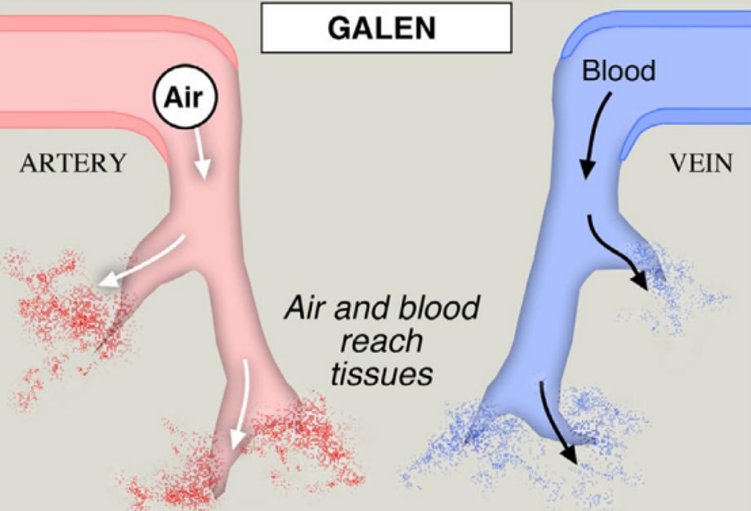 GALEN
Air
Blood
ARTERY
VEIN
Air and blood
reach
tissues